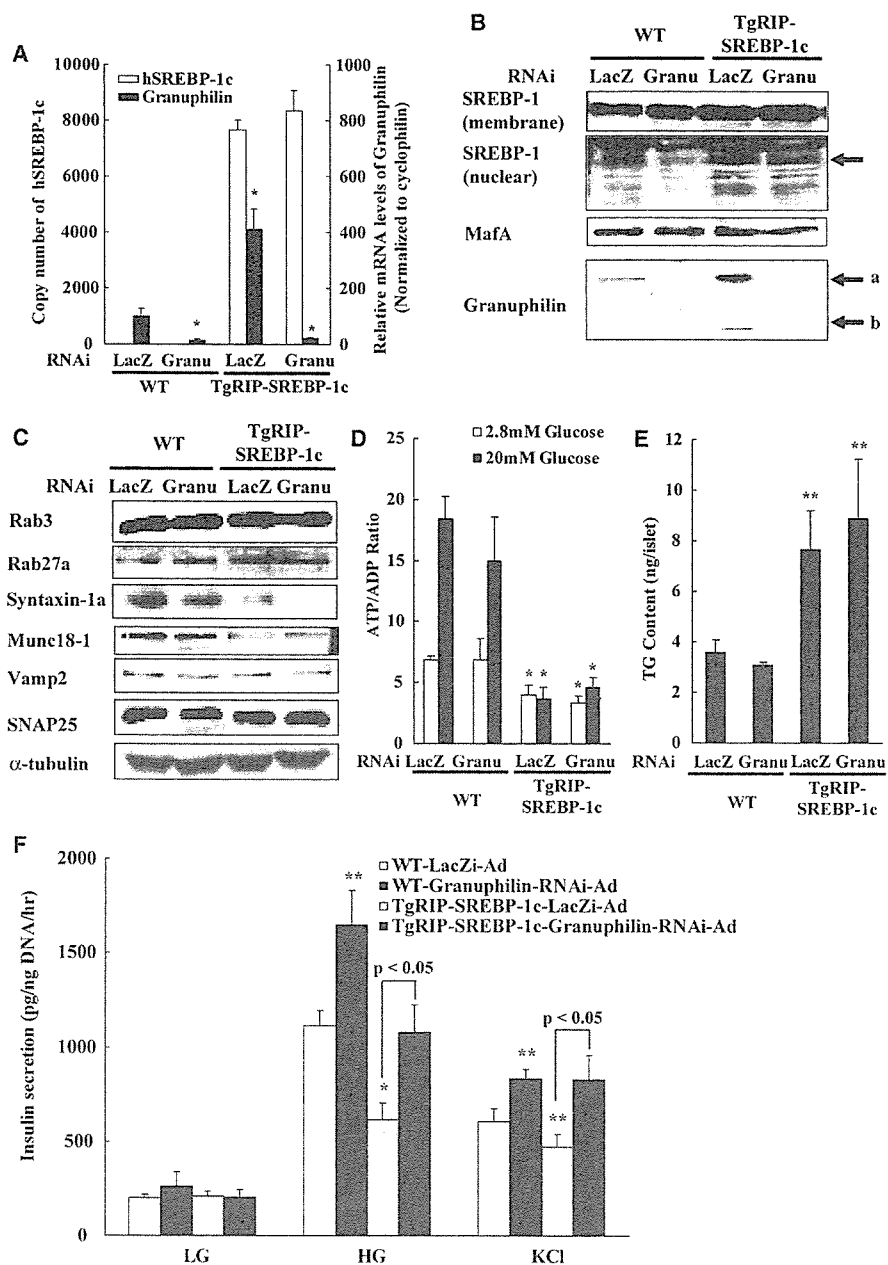 A
hSREBP-1c
Granuphilin
Copy number of hSREBP-1c
10000
8000
6000
4000
2000
0
1000
800
600
400
200
0
Relative mRNA levels of Granuphilin
(Normalized to cyclophilin)
*
*
*
RNAi
LacZ Granu LacZ Granu
WT TgRIP-SREBP-1c
B
WT
TgRIP-
SREBP-1c
RNAi LacZ Granu LacZ Granu
SREBP-1
(membrane)
SREBP-1
(nuclear)
MafA
Granuphilin
a
b
C
WT
TgRIP-
SREBP-1c
RNAi LacZ Granu LacZ Granu
Rab3
Rab27a
Syntaxin-1a
Munc18-1
Vamp2
SNAP25
α-tubulin
D
2.8mM Glucose
20mM Glucose
ATP/ADP Ratio
25
20
15
10
5
0
* * * *
RNAi LacZ Granu LacZ Granu
WT
TgRIP-
SREBP-1c
E
TG Content (ng/islet)
12
10
8
6
4
2
0
** **
RNAi LacZ Granu LacZ Granu
WT
TgRIP-
SREBP-1c
F
Insulin secretion (pg/ng DNA/hr)
2000
1500
1000
500
0
WT-LacZi-Ad
WT-Granuphilin-RNAi-Ad
TgRIP-SREBP-1c-LacZi-Ad
TgRIP-SREBP-1c-Granuphilin-RNAi-Ad
**
p < 0.05
*
p < 0.05
**
**
LG HG KCl